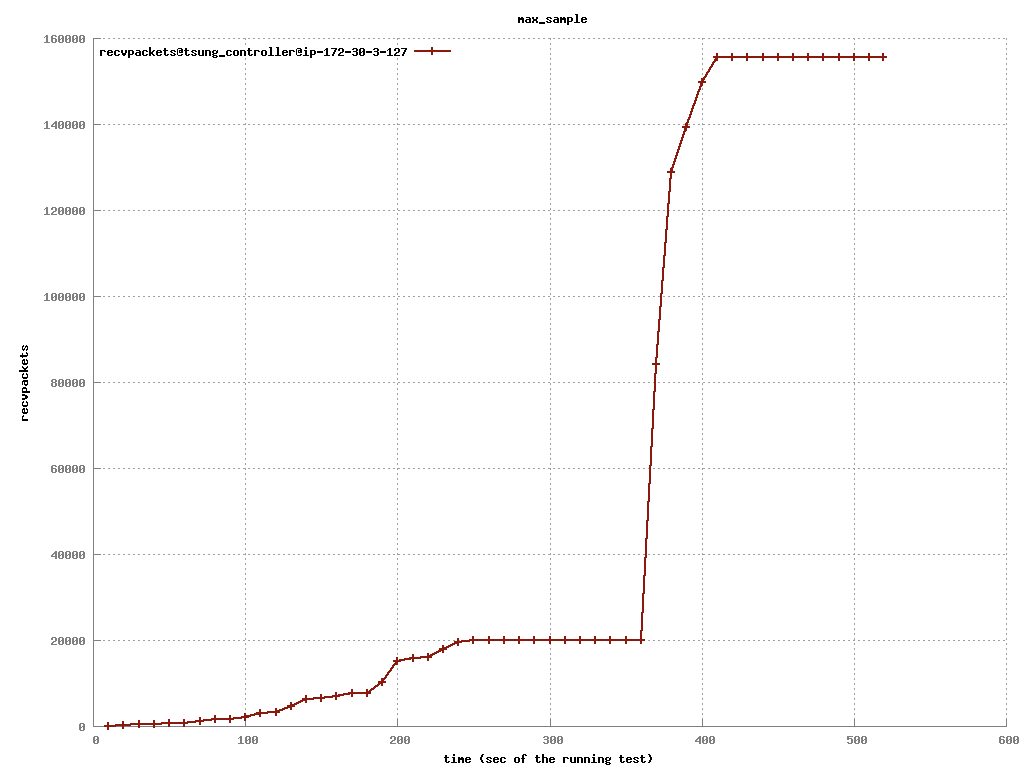 max_sample
recvpackets@tsung_controller@ip-172-30-3-127
160000
140000
120000
100000
80000
60000
40000
20000
0
recvpackets
0 100 200 300 400 500 600
time (sec of the running test)